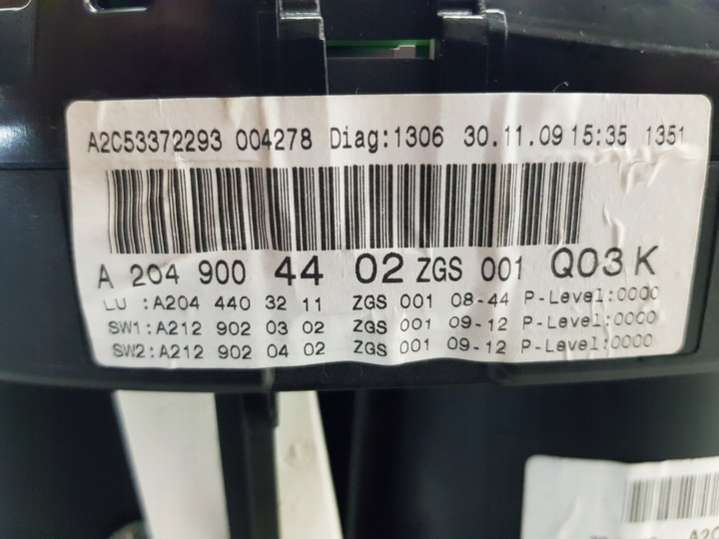 A2C53372293 004278 Diag:1306 30.11.09 15:35 1351
A 204 900 44 02 ZGS 001 Q03 K
LU :A204 440 32 11 ZGS 001 08-44 P-Level:0000
SW1:A212 902 03 02 ZGS 001 09-12 P-Level:0000
SW2:A212 902 04 02 ZGS 001 09-12 P-Level:0000
A2C